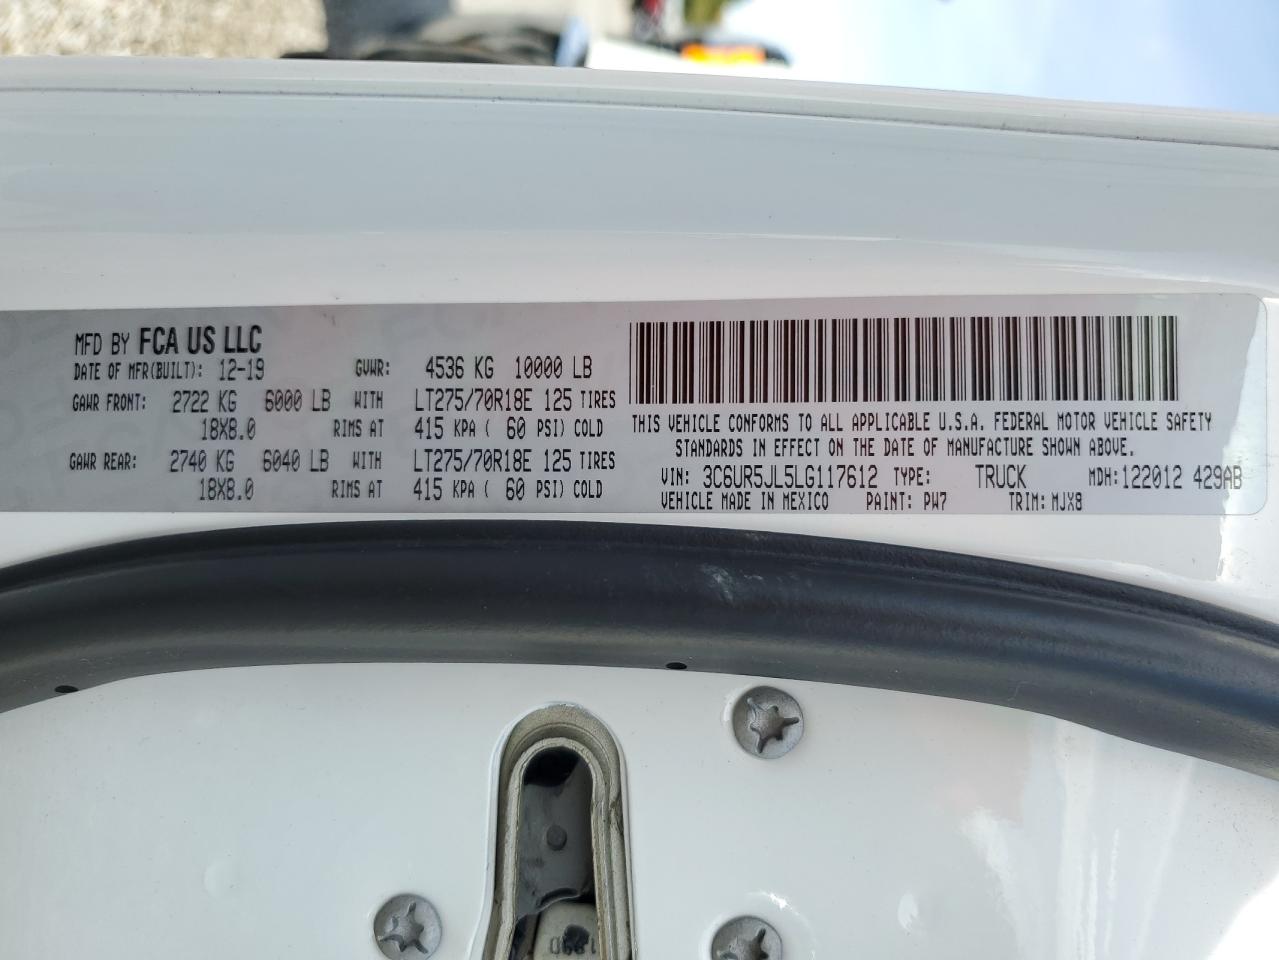 MFD BY FCA US LLC
DATE OF MFR(BUILT): 12-19 GVWR: 4536 KG 10000 LB
GAWR FRONT: 2722 KG 6000 LB WITH LT275/70R18E 125 TIRES
18X8.0 RIMS AT 415 KPA ( 60 PSI) COLD
GAWR REAR: 2740 KG 6040 LB WITH LT275/70R18E 125 TIRES
18X8.0 RIMS AT 415 KPA ( 60 PSI) COLD
THIS VEHICLE CONFORMS TO ALL APPLICABLE U.S.A. FEDERAL MOTOR VEHICLE SAFETY
STANDARDS IN EFFECT ON THE DATE OF MANUFACTURE SHOWN ABOVE.
VIN: 3C6UR5JL5LG117612 TYPE: TRUCK MDH:122012 429AB
VEHICLE MADE IN MEXICO PAINT: PW7 TRIM: MJX8